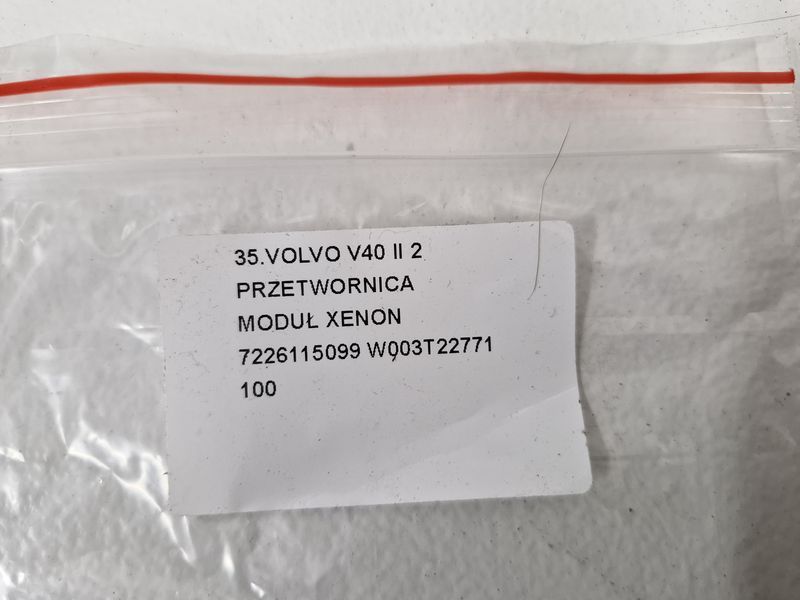 35.VOLVO V40 II 2
PRZETWORNICA
MODUŁ XENON
7226115099 W003T22771
100